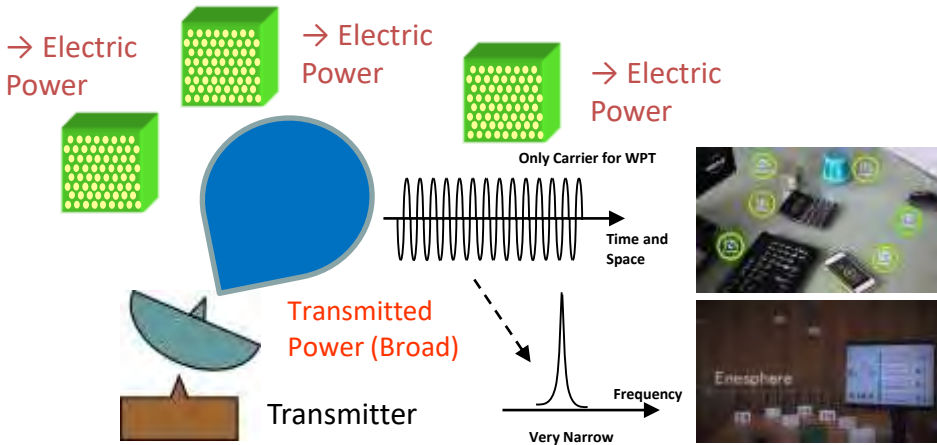 → Electric
Power
→ Electric
Power
→ Electric
Power
Only Carrier for WPT
Time and
Space
Transmitted
Power (Broad)
Transmitter
Frequency
Very Narrow
Enesphere